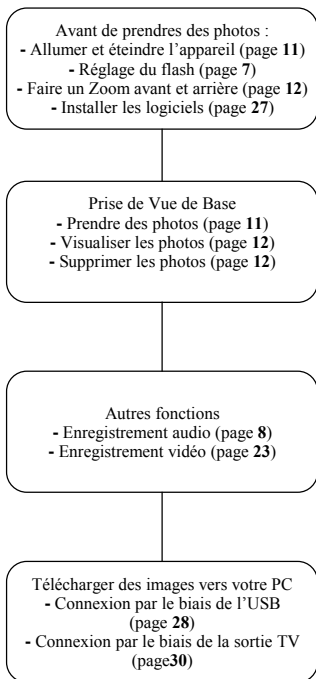 Avant de prendres des photos :
- Allumer et éteindre l’appareil (page 11)
- Réglage du flash (page 7)
- Faire un Zoom avant et arrière (page 12)
- Installer les logiciels (page 27)
Prise de Vue de Base
- Prendre des photos (page 11)
- Visualiser les photos (page 12)
- Supprimer les photos (page 12)
Autres fonctions
- Enregistrement audio (page 8)
- Enregistrement vidéo (page 23)
Télécharger des images vers votre PC
- Connexion par le biais de l’USB
(page 28)
- Connexion par le biais de la sortie TV
(page30)